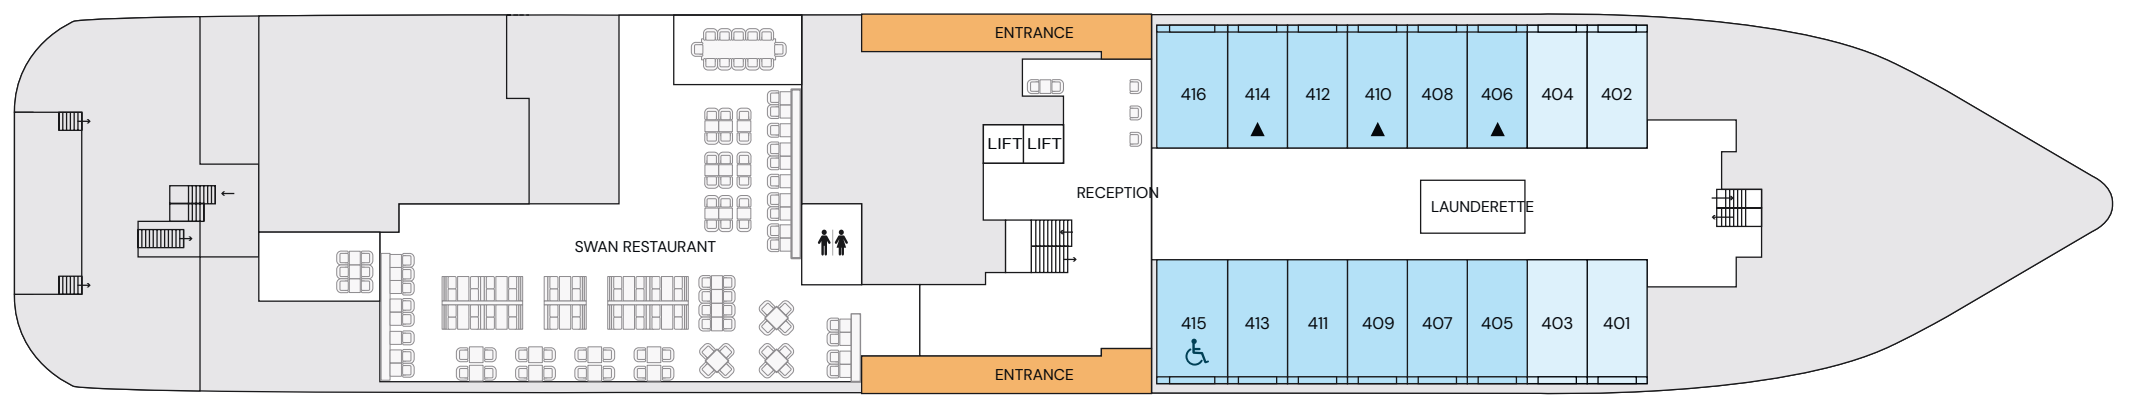 ENTRANCE
416 414 412 410 408 406 404 402
LIFT LIFT
RECEPTION
LAUNDERETTE
SWAN RESTAURANT
415 413 411 409 407 405 403 401
ENTRANCE